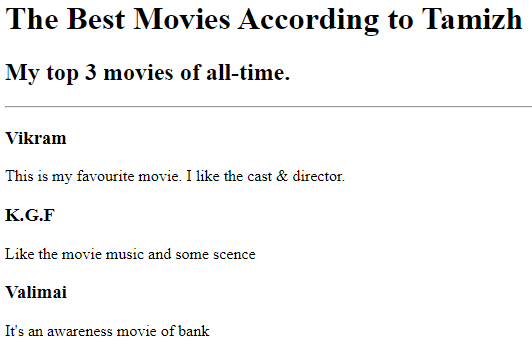 The Best Movies According to Tamizh
My top 3 movies of all-time.
Vikram
This is my favourite movie. I like the cast & director.
K.G.F
Like the movie music and some scence
Valimai
It's an awareness movie of bank